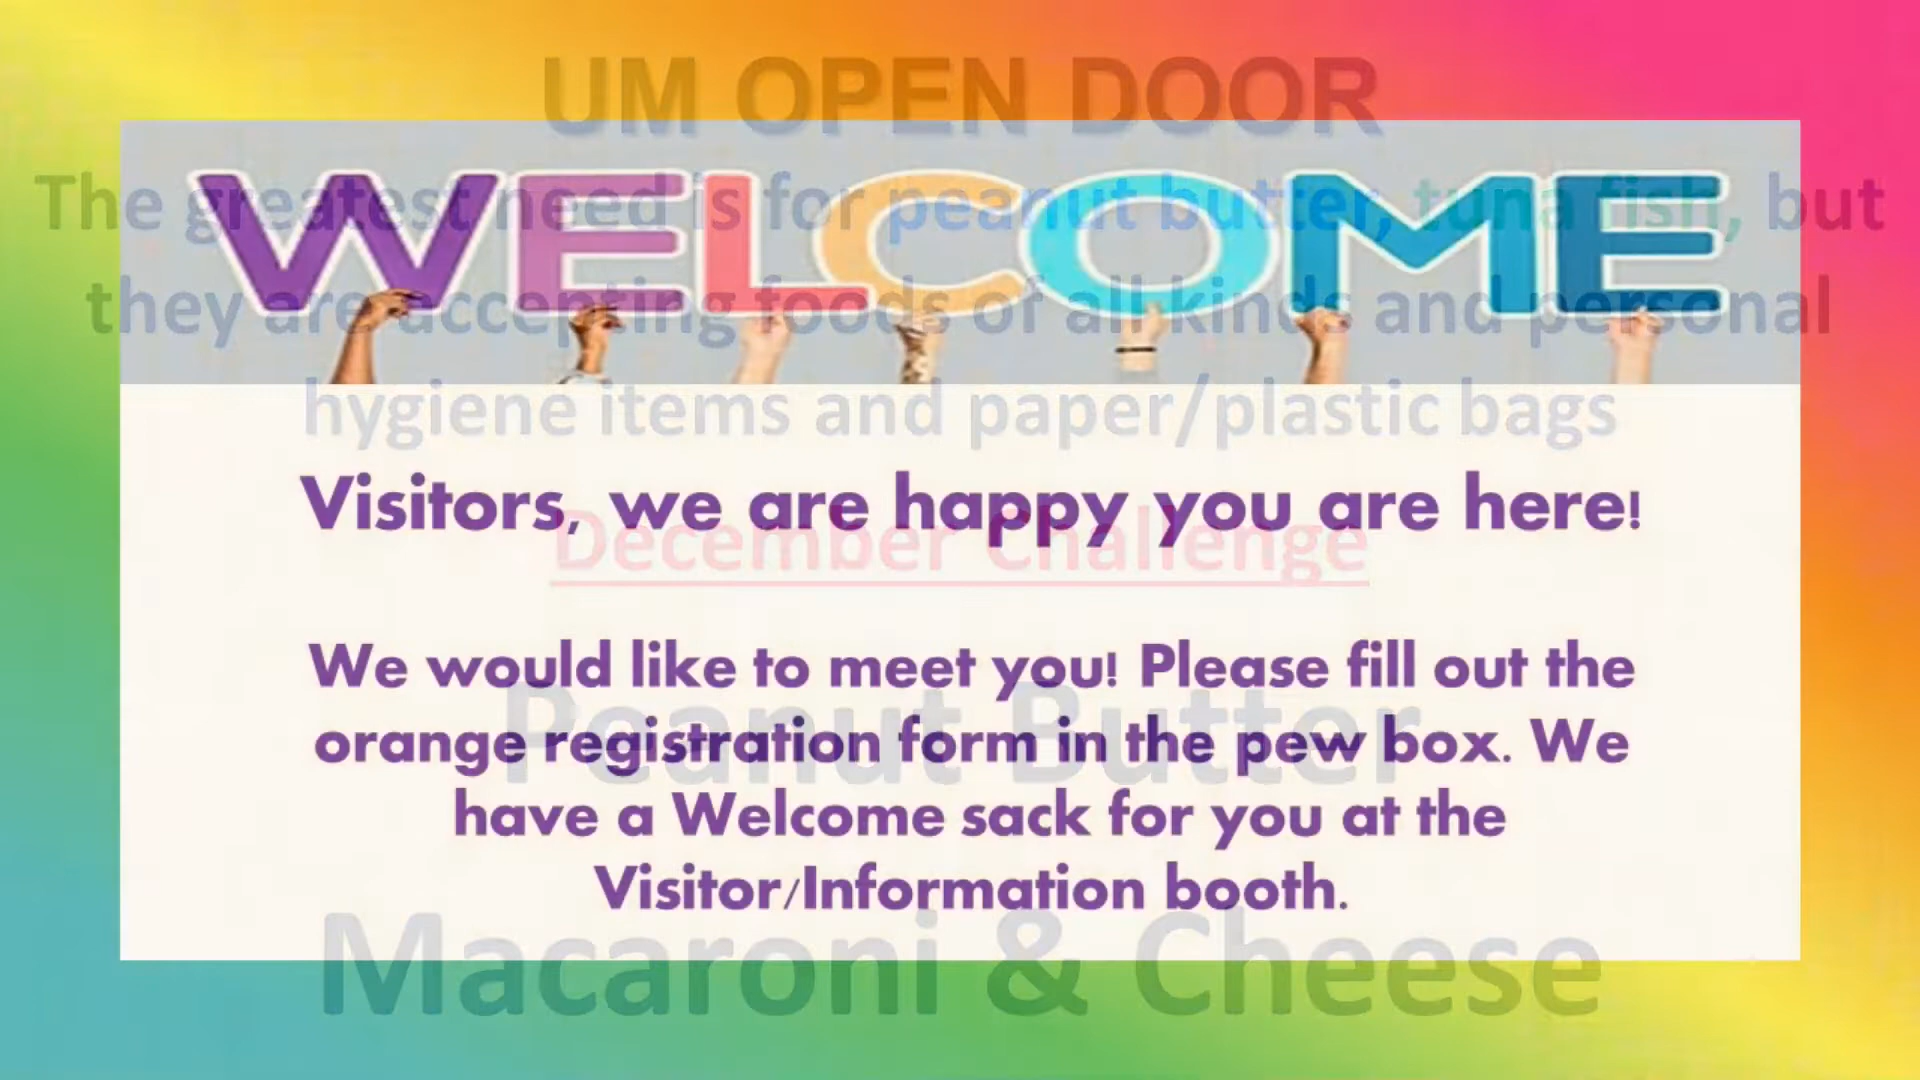 UM OPEN DOOR
The greatest need is for peanut butter, tuna fish, but
they are accepting foods of all kinds and personal
hygiene items and paper/plastic bags
December Challenge
Peanut Butter
Macaroni & Cheese
WELCOME
Visitors, we are happy you are here!
We would like to meet you! Please fill out the
orange registration form in the pew box. We
have a Welcome sack for you at the
Visitor/Information booth.